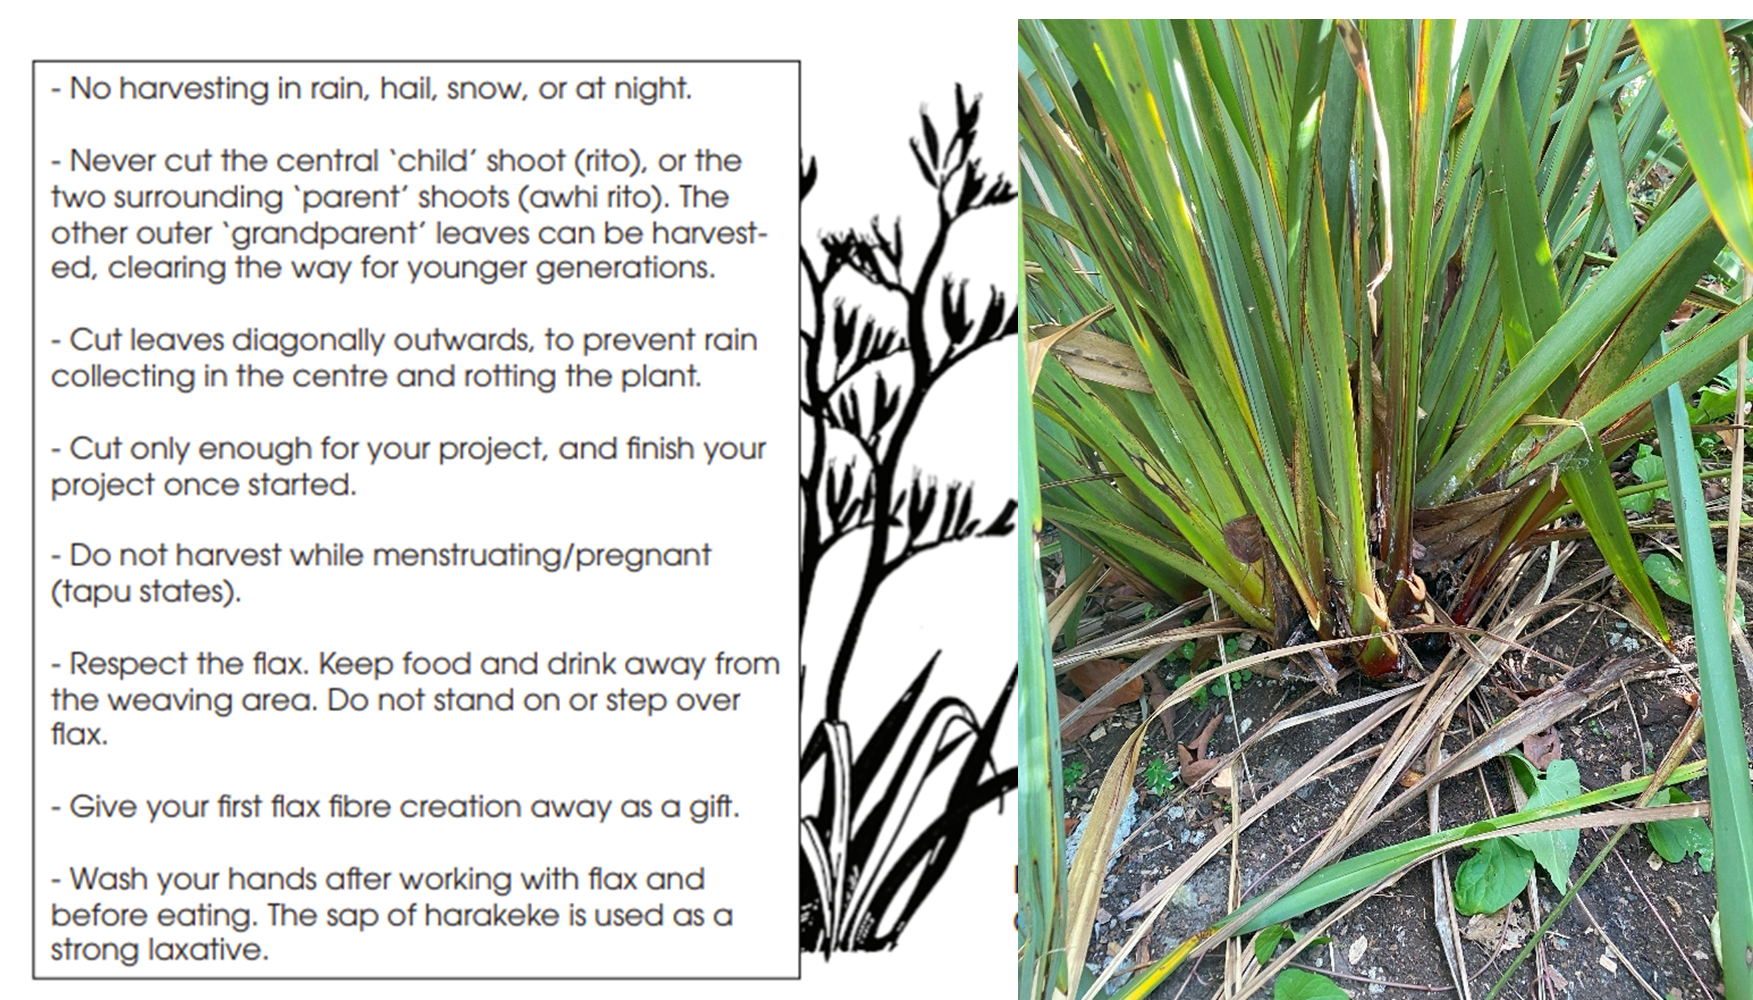 - No harvesting in rain, hail, snow, or at night.
- Never cut the central ‘child’ shoot (rito), or the
two surrounding ‘parent’ shoots (awhi rito). The
other outer ‘grandparent’ leaves can be harvest-
ed, clearing the way for younger generations.
- Cut leaves diagonally outwards, to prevent rain
collecting in the centre and rotting the plant.
- Cut only enough for your project, and finish your
project once started.
- Do not harvest while menstruating/pregnant
(tapu states).
- Respect the flax. Keep food and drink away from
the weaving area. Do not stand on or step over
flax.
- Give your first flax fibre creation away as a gift.
- Wash your hands after working with flax and
before eating. The sap of harakeke is used as a
strong laxative.